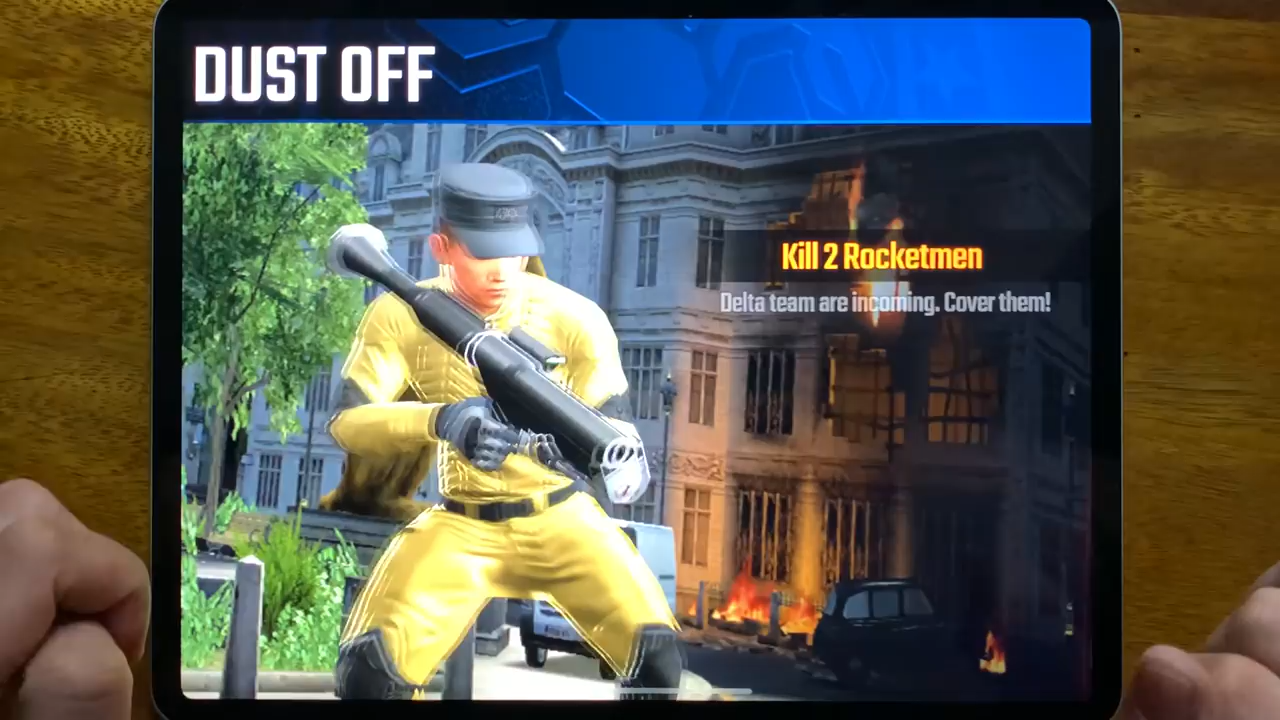 DUST OFF
Kill 2 Rocketmen
Delta team are incoming. Cover them!